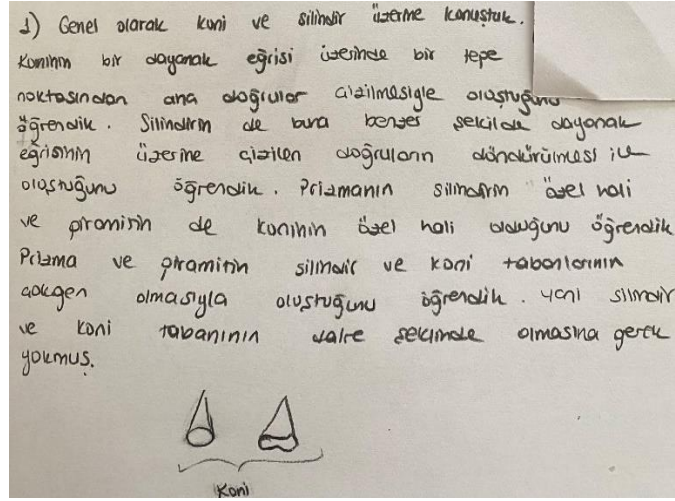 1) Genel olarak koni ve silindir üzerine konuştuk.
Koninin bir dayanak eğrisi üzerinde bir tepe
noktasından ana doğrular çizilmesiyle oluştuğunu
öğrendik. Silindirin de buna benzer şekilde dayanak
eğrisinin üzerine çizilen doğruların döndürülmesi ile
oluştuğunu öğrendik. Prizmanın silindirin özel hali
ve piramitin de koninin özel hali olduğunu öğrendik
Prizma ve piramitin silindir ve koni tabanlarının
çokgen olmasıyla oluştuğunu öğrendik. yani silindir
ve koni tabanının daire şeklinde olmasına gerek
yokmuş.
Koni